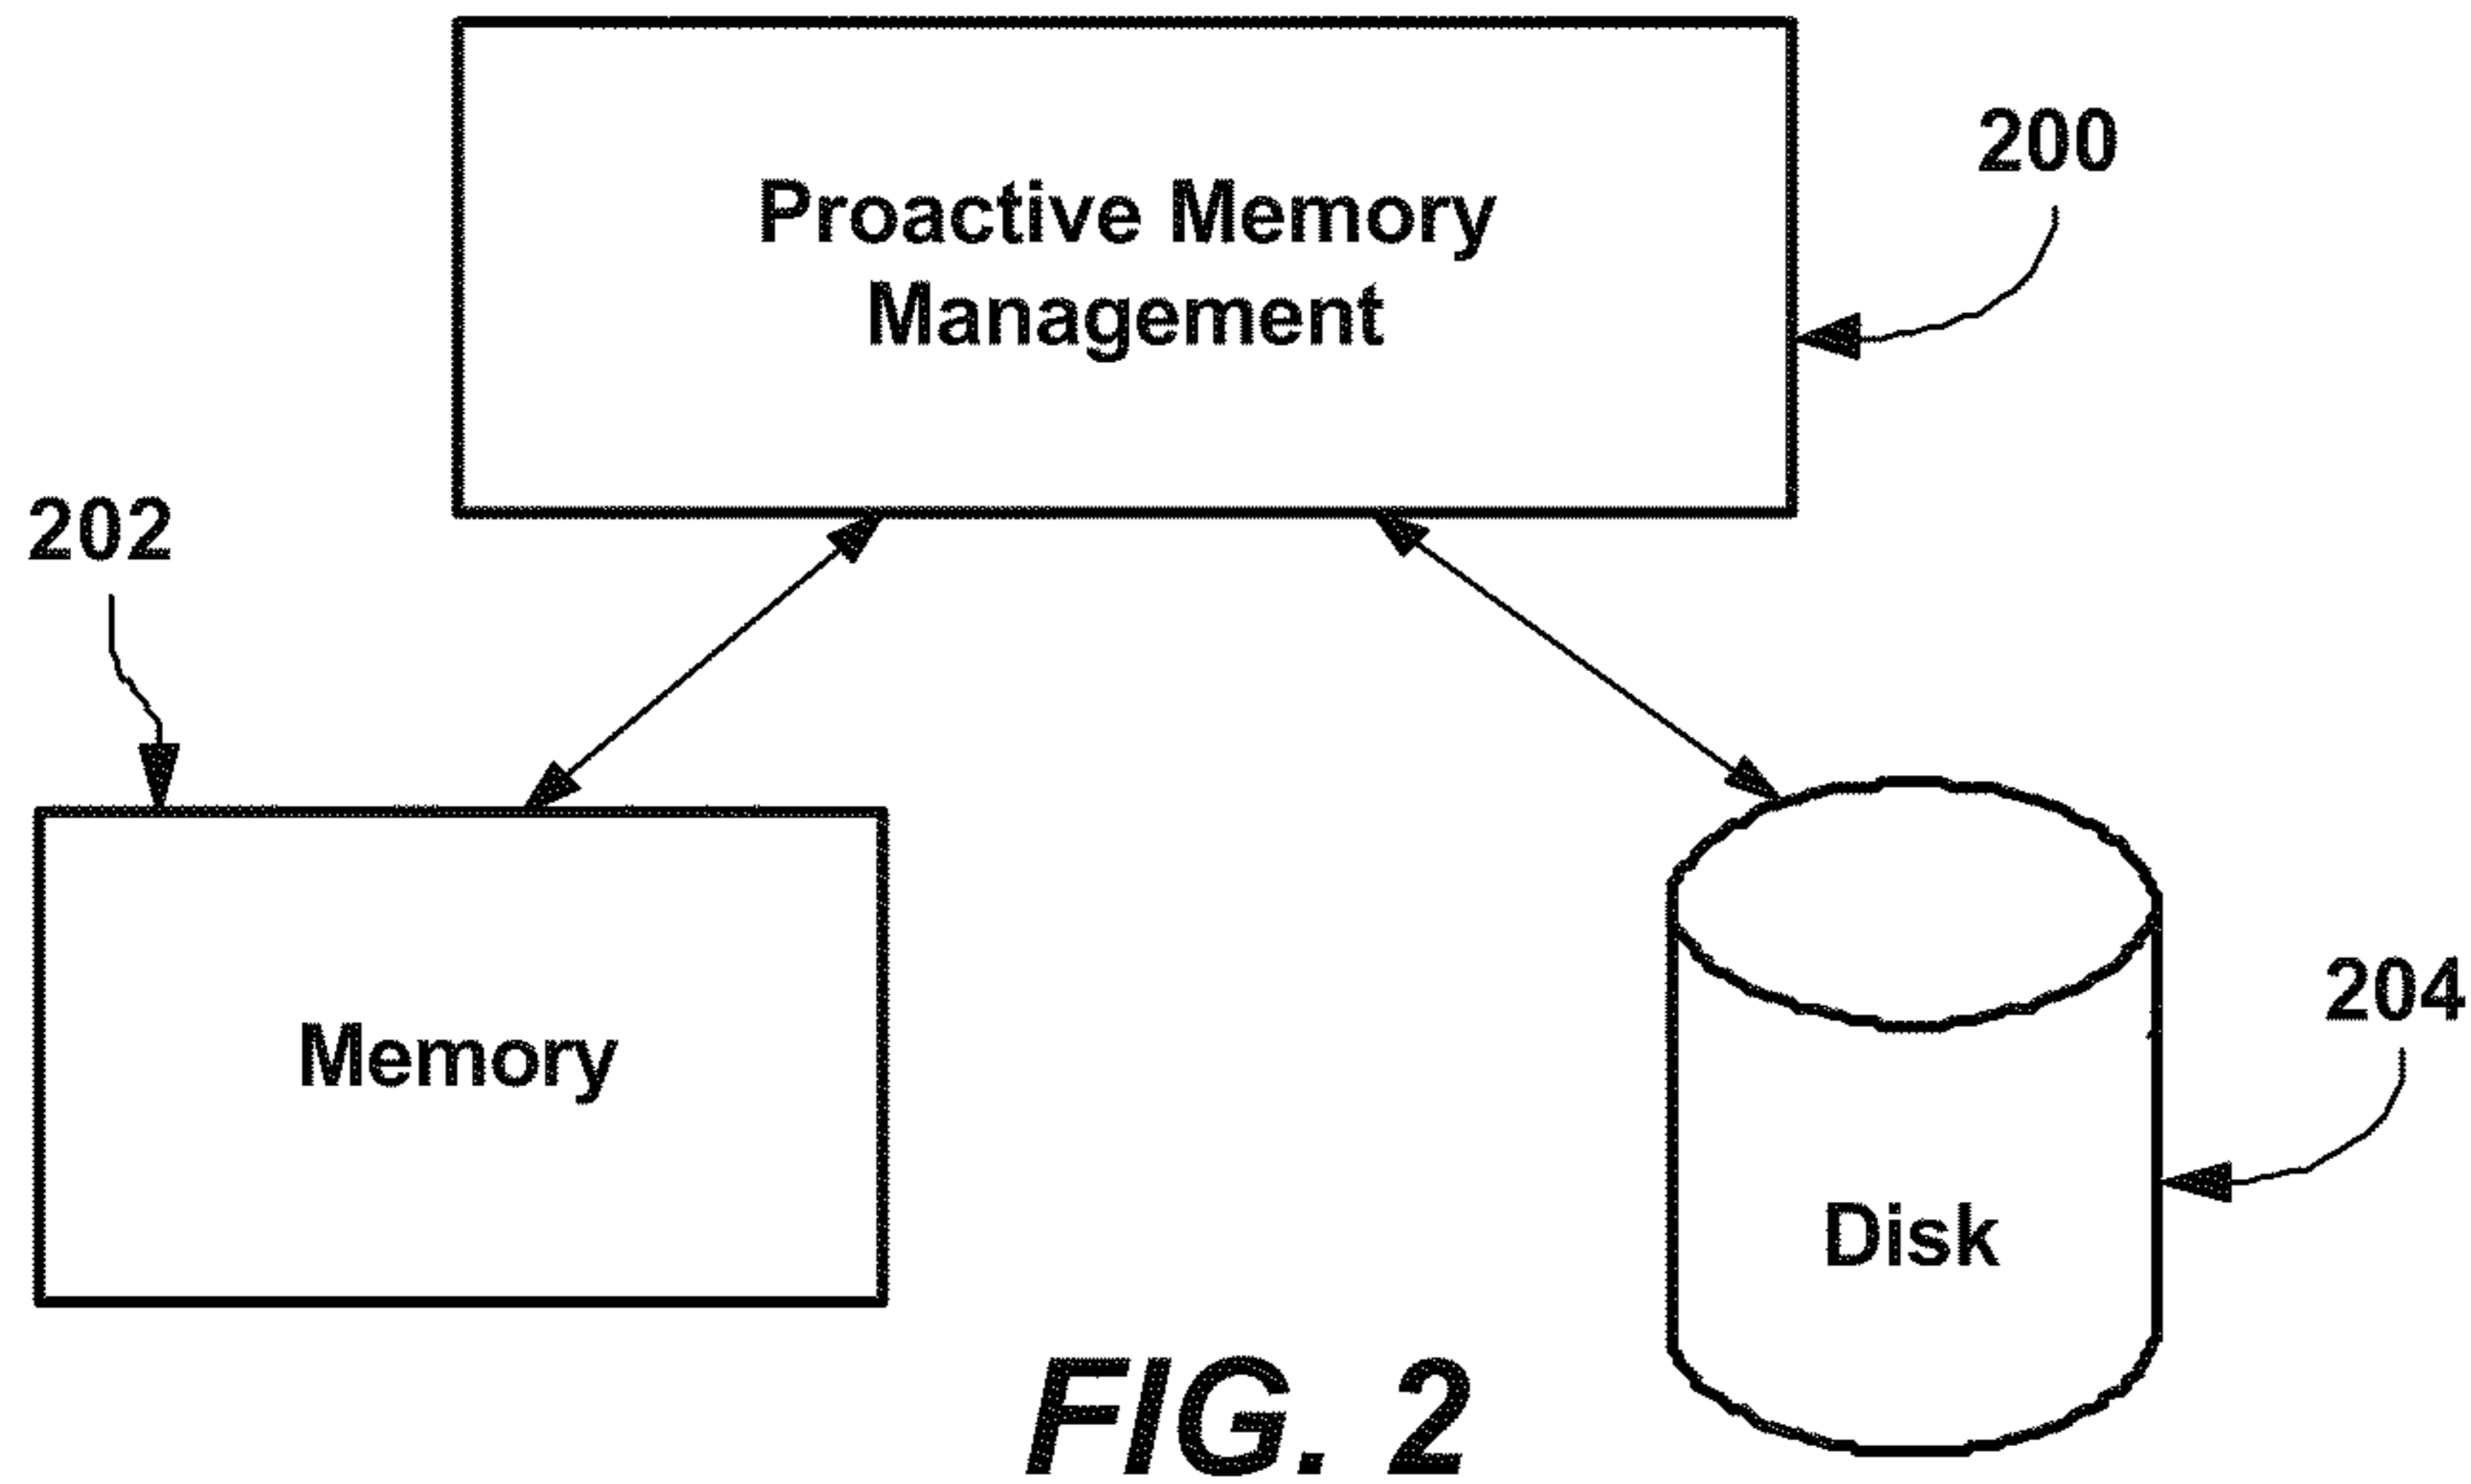 Proactive Memory
Management
200
202
Memory
204
Disk
FIG. 2